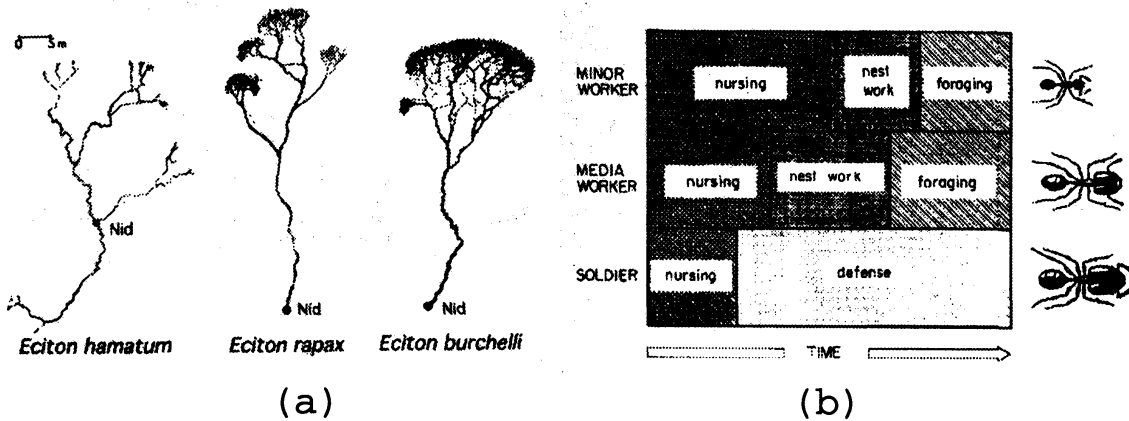 0 5m
Nid
Nid
Nid
Eciton hamatum
Eciton rapax
Eciton burchelli
(a)
MINOR
WORKER
nursing
nest
work
foraging
MEDIA
WORKER
nursing
nest work
foraging
SOLDIER
nursing
defense
TIME
(b)